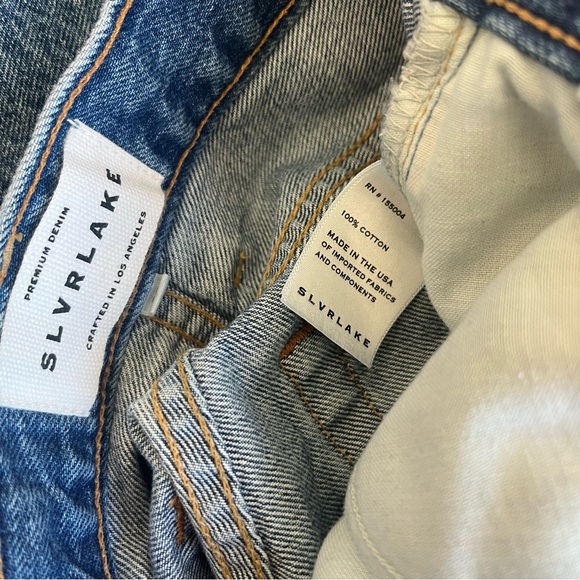 PREMIUM DENIM
SLVRLAKE
CRAFTED IN LOS ANGELES
RN # 155004
100% COTTON
MADE IN THE USA
OF IMPORTED FABRICS
AND COMPONENTS
SLVRLAKE